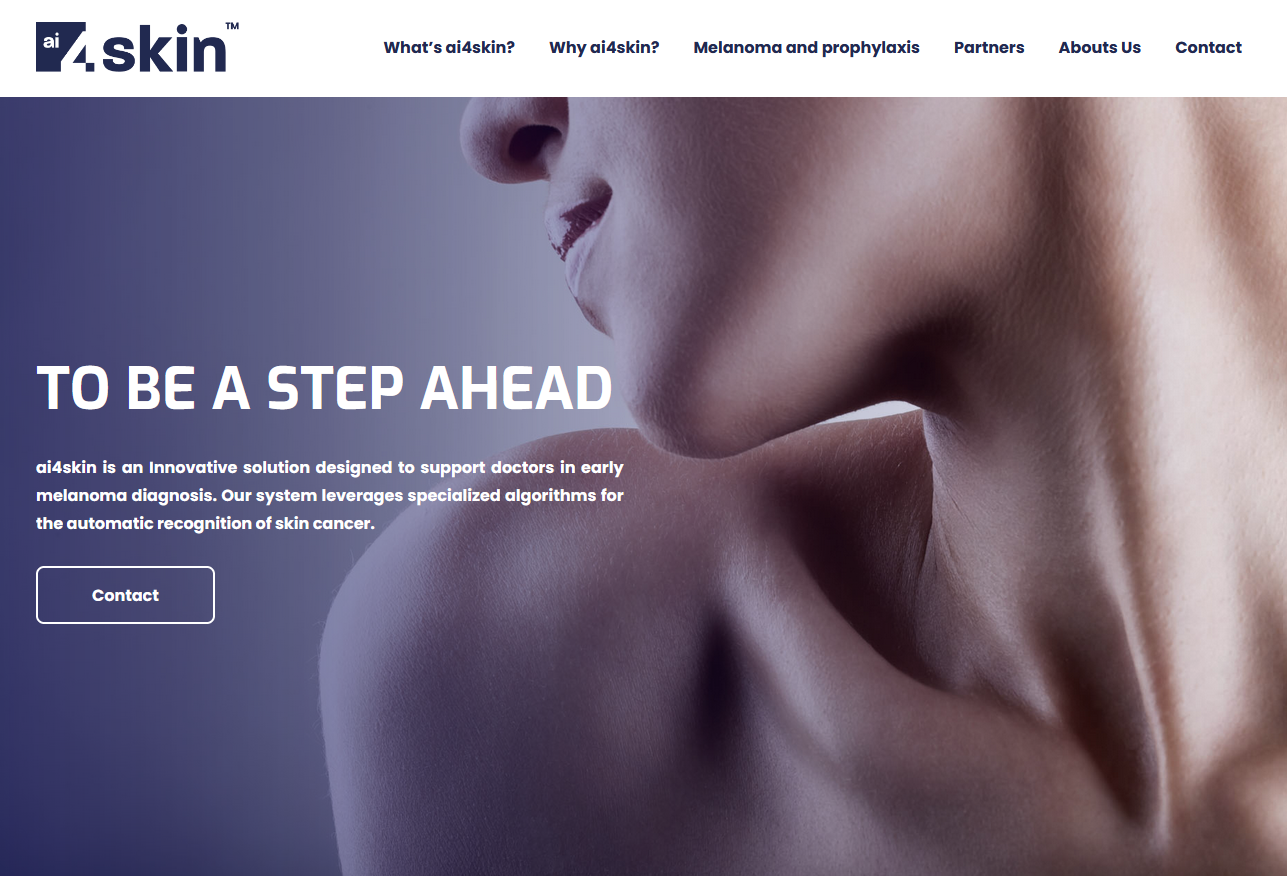 ai4skin™
What’s ai4skin?
Why ai4skin?
Melanoma and prophylaxis
Partners
Abouts Us
Contact
TO BE A STEP AHEAD
ai4skin is an Innovative solution designed to support doctors in early
melanoma diagnosis. Our system leverages specialized algorithms for
the automatic recognition of skin cancer.
Contact